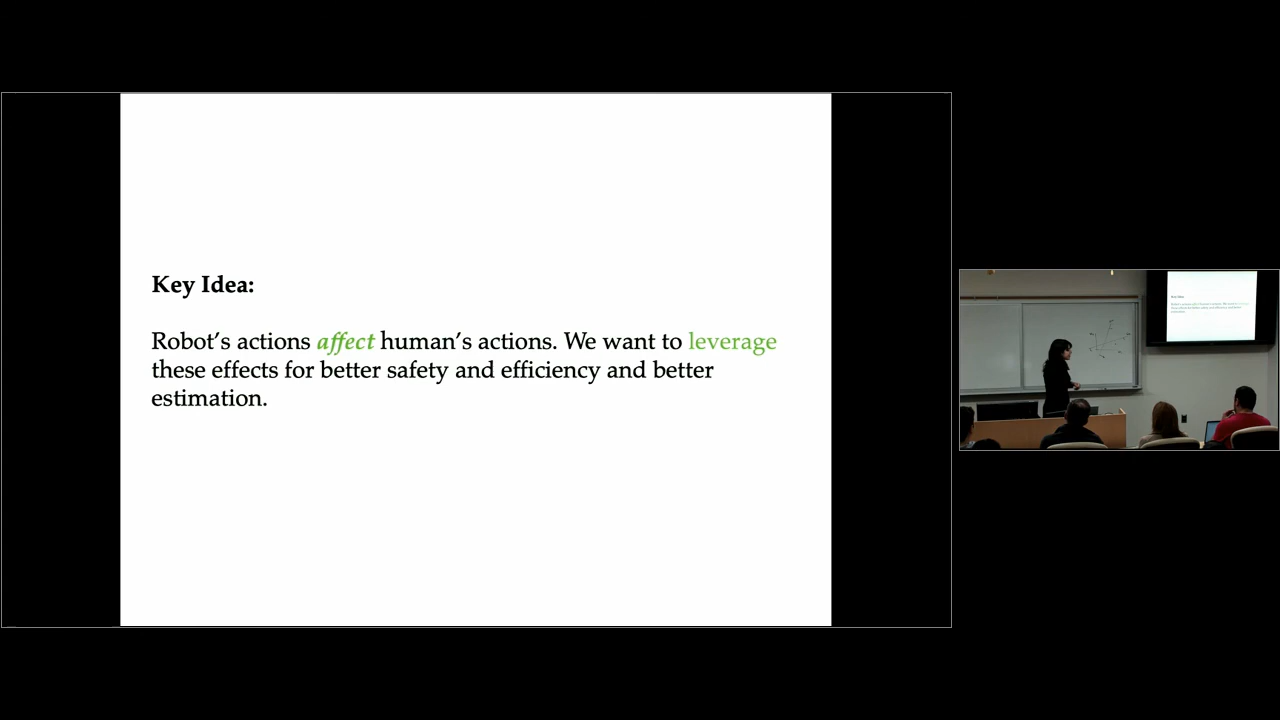 Key Idea:
Robot's actions affect human's actions. We want to leverage
these effects for better safety and efficiency and better
estimation.